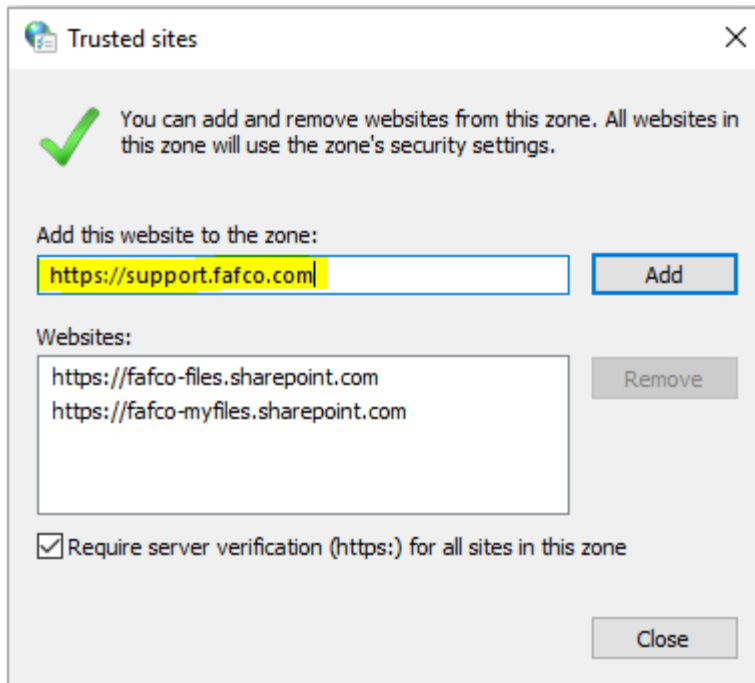 Trusted sites
You can add and remove websites from this zone. All websites in
this zone will use the zone's security settings.
Add this website to the zone:
https://support.fafco.com
Add
Websites:
https://fafco-files.sharepoint.com
https://fafco-myfiles.sharepoint.com
Remove
Require server verification (https:) for all sites in this zone
Close